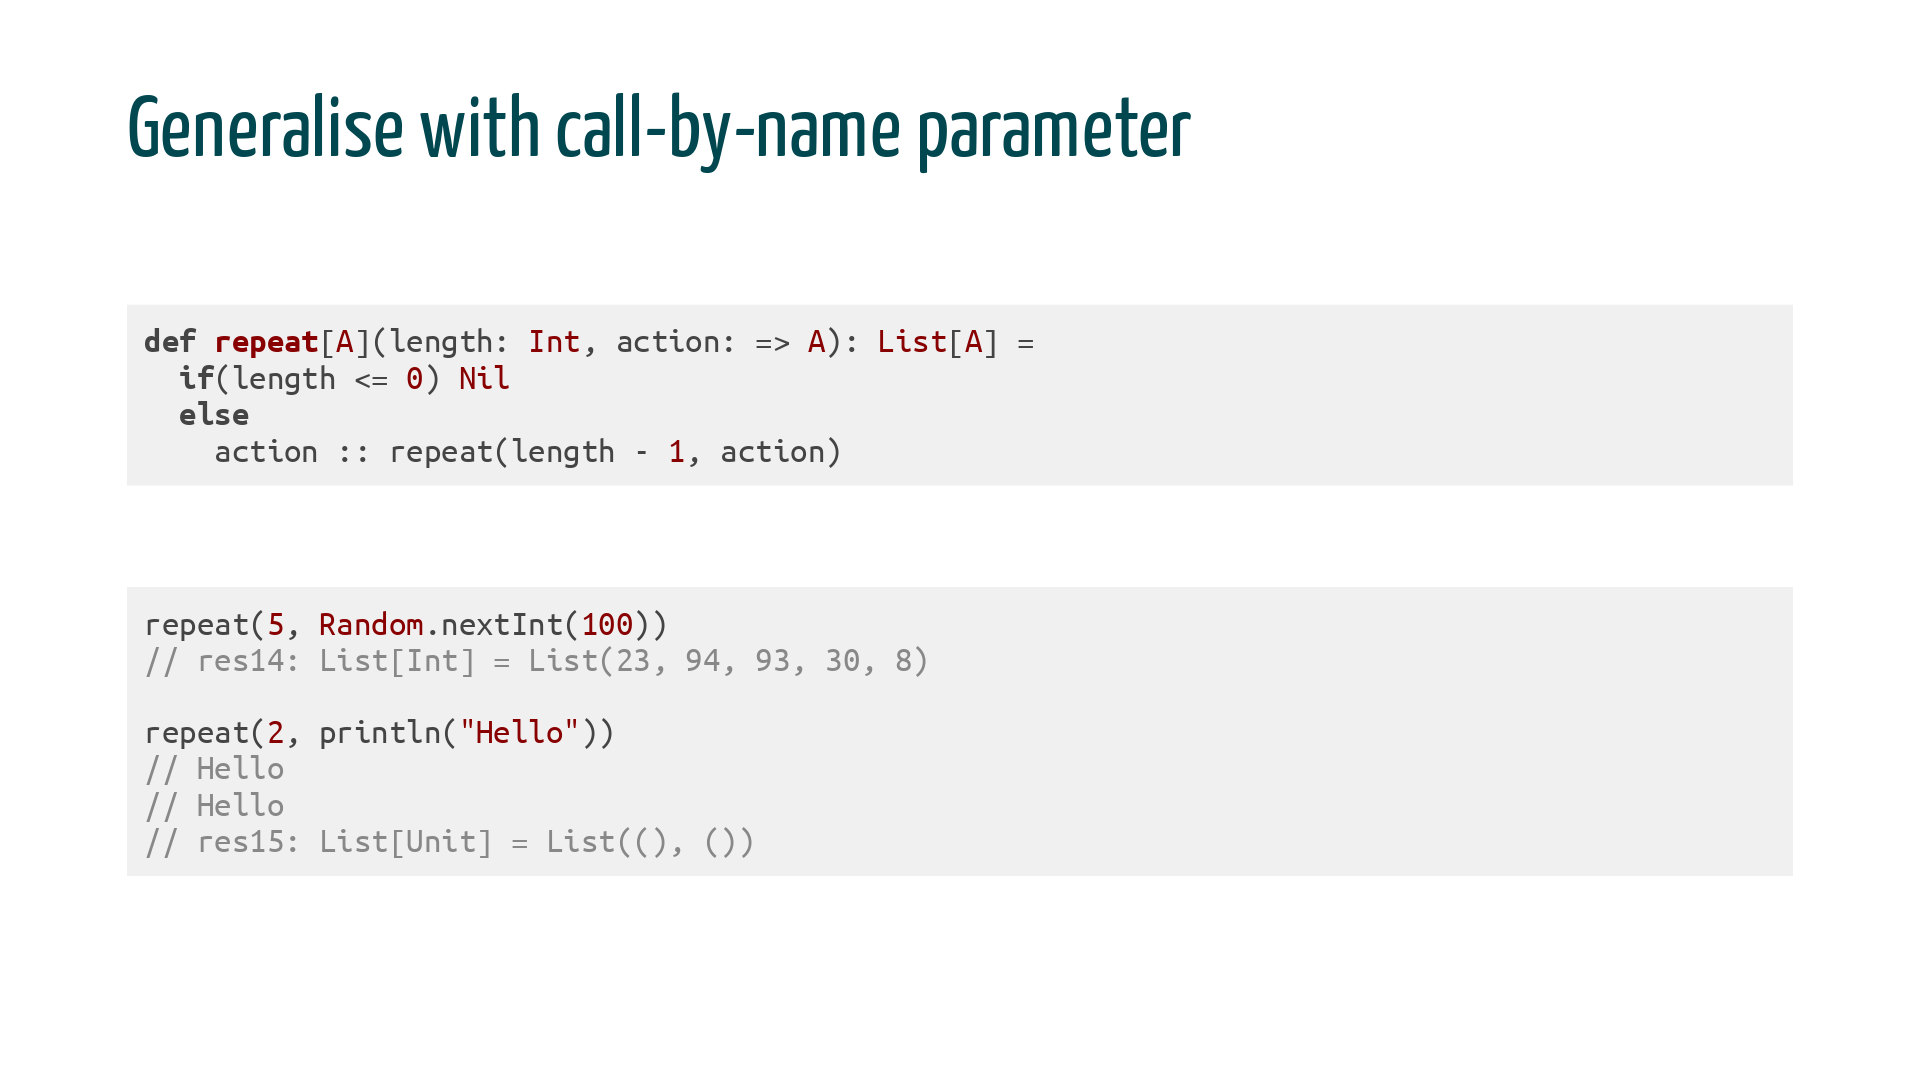 Generalise with call-by-name parameter
def repeat[A](length: Int, action: => A): List[A] =
  if(length <= 0) Nil
  else
    action :: repeat(length - 1, action)
repeat(5, Random.nextInt(100))
// res14: List[Int] = List(23, 94, 93, 30, 8)
repeat(2, println("Hello"))
// Hello
// Hello
// res15: List[Unit] = List((), ())